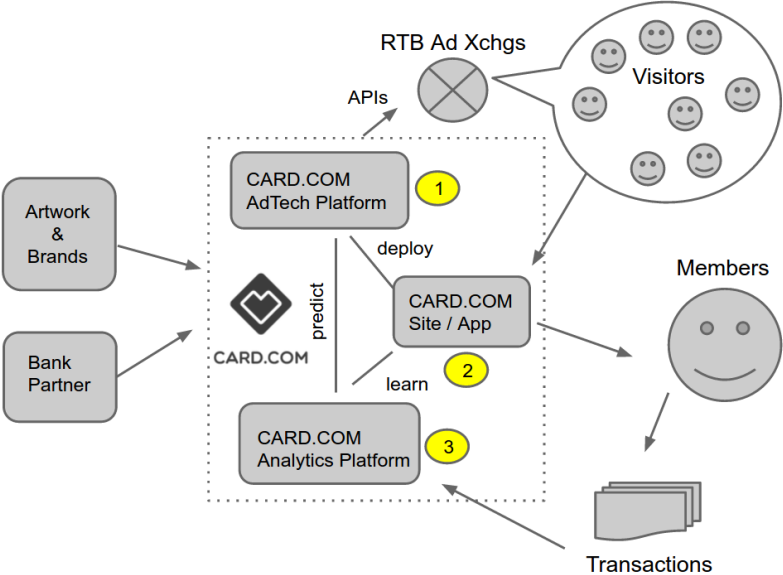 RTB Ad Xchgs
Visitors
APIs
CARD.COM
AdTech Platform
1
Artwork
&
Brands
deploy
Members
predict
CARD.COM
Site / App
CARD.COM
Bank
Partner
learn
2
CARD.COM
Analytics Platform
3
Transactions